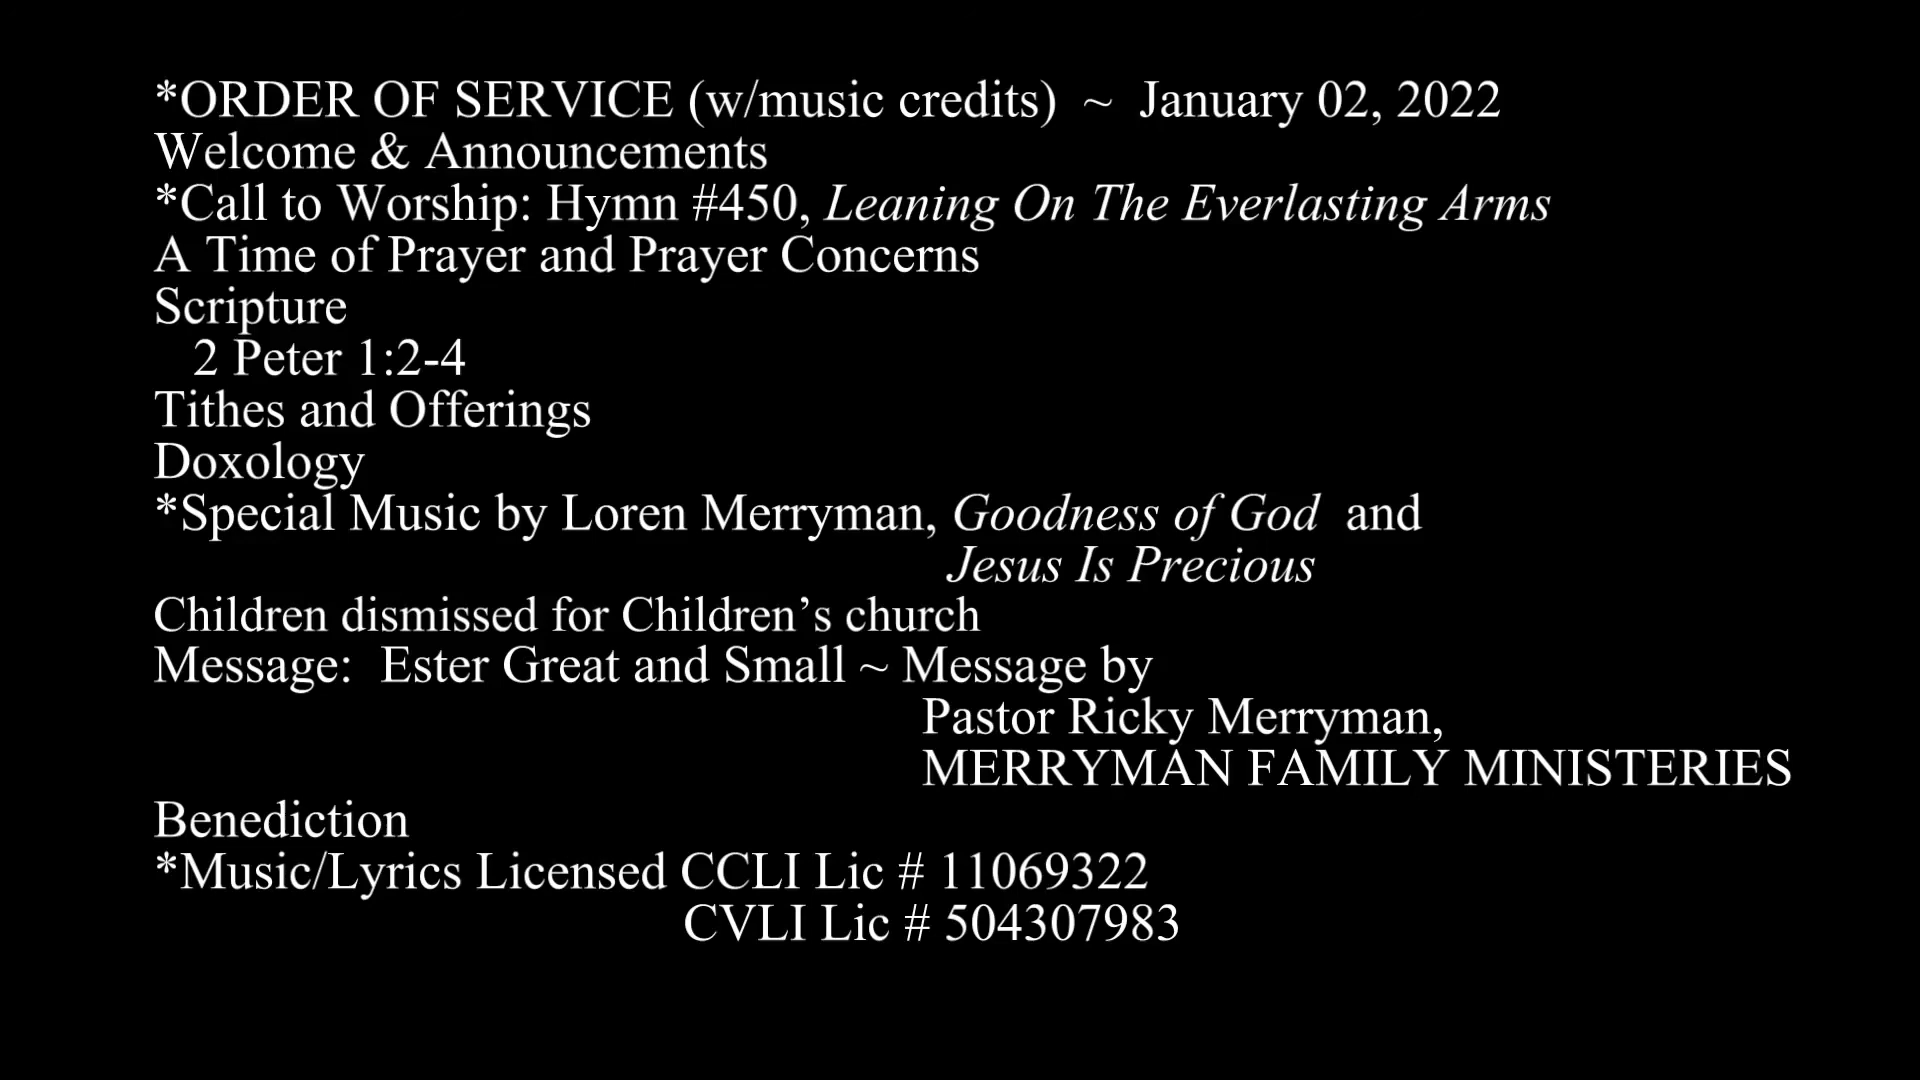 *ORDER OF SERVICE (w/music credits) ~ January 02, 2022
Welcome & Announcements
*Call to Worship: Hymn #450, Leaning On The Everlasting Arms
A Time of Prayer and Prayer Concerns
Scripture
2 Peter 1:2-4
Tithes and Offerings
Doxology
*Special Music by Loren Merryman, Goodness of God and
Jesus Is Precious
Children dismissed for Children’s church
Message: Ester Great and Small ~ Message by
Pastor Ricky Merryman,
MERRYMAN FAMILY MINISTERIES
Benediction
*Music/Lyrics Licensed CCLI Lic # 11069322
CVLI Lic # 504307983